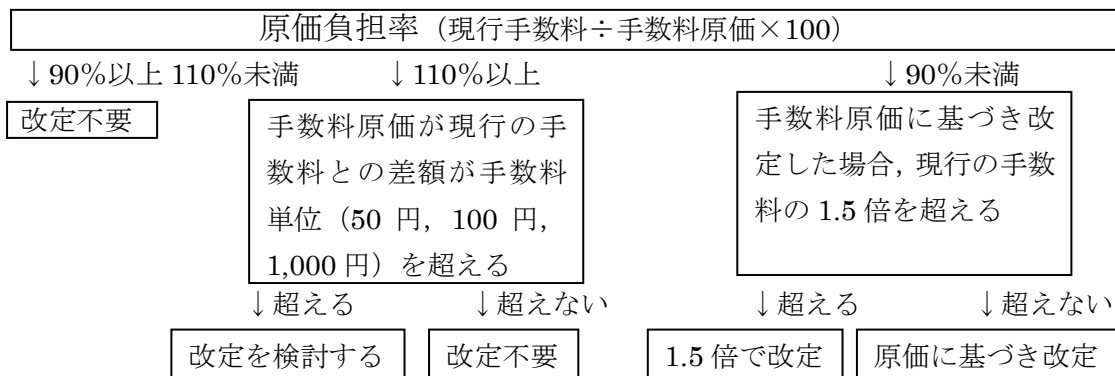 原価負担率（現行手数料÷手数料原価×100）
↓90%以上 110%未満
↓110%以上
↓90%未満
改定不要
手数料原価が現行の手
数料との差額が手数料
単位（50 円，100 円，
1,000 円）を超える
手数料原価に基づき改
定した場合，現行の手数
料の 1.5 倍を超える
↓超える
↓超えない
↓超える
↓超えない
改定を検討する
改定不要
1.5 倍で改定
原価に基づき改定